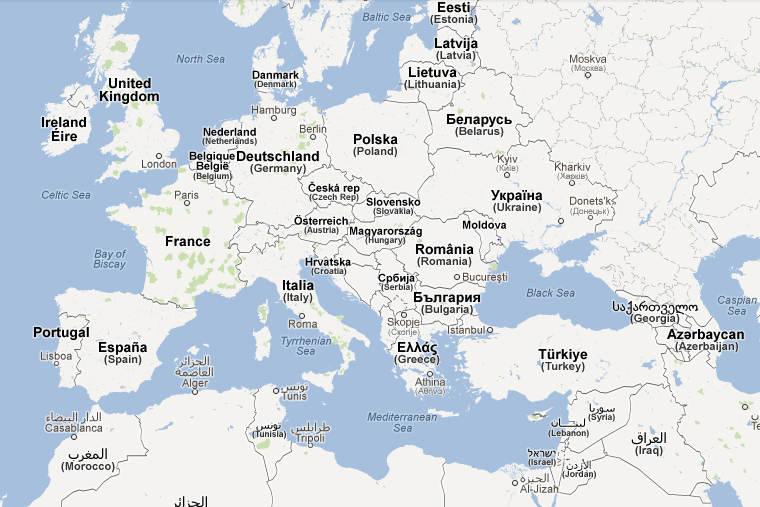 Baltic Sea
Eesti
(Estonia)
Latvija
(Latvia)
Moskva
(Москва)
North Sea
Danmark
(Denmark)
Lietuva
(Lithuania)
United
Kingdom
Hamburg
Ireland
Éire
Беларусь
(Belarus)
Nederland
(Netherlands)
Berlin
Polska
(Poland)
London
Belgique
België
(Belgium)
Deutschland
(Germany)
Kyiv
(Київ)
Kharkiv
(Харків)
Celtic Sea
Paris
Česká rep
(Czech Rep)
Slovensko
(Slovakia)
Україна
(Ukraine)
Donets'k
(Донецьк)
Österreich
(Austria)
Magyarország
(Hungary)
Moldova
France
Bay of
Biscay
România
(Romania)
Hrvatska
(Croatia)
Србија
(Serbia)
Bucureşti
Italia
(Italy)
България
(Bulgaria)
Black Sea
Caspian
Sea
საქართველო
(Georgia)
Roma
Skopje
(Скопје)
İstanbul
Portugal
Azərbaycan
(Azerbaijan)
España
(Spain)
Tyrrhenian
Sea
Ελλάς
(Greece)
Türkiye
(Turkey)
Lisboa
الجزائر
العاصمة
Alger
Athina
(Αθήνα)
تونس
Tunis
الدار البيضاء
Casablanca
Mediterranean
Sea
سوريا
(Syria)
تونس
(Tunisia)
طرابلس
Tripoli
لبنان
(Lebanon)
العراق
(Iraq)
Te
المغرب
(Morocco)
ישראל
(Israel)
الأردن
(Jordan)
الجيزة
Al-Jizah
الجزائر